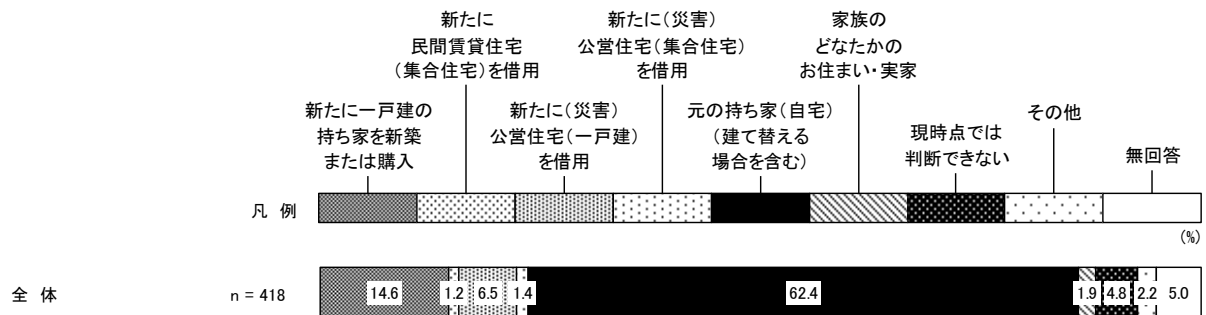 新たに
民間賃貸住宅
(集合住宅)を借用
新たに(災害)
公営住宅(集合住宅)
を借用
家族の
どなたかの
お住まい・実家
新たに一戸建の
持ち家を新築
または購入
新たに(災害)
公営住宅(一戸建)
を借用
元の持ち家(自宅)
(建て替える
場合を含む)
現時点では
判断できない
その他
無回答
凡 例
(%)
全 体 n = 418 14.6 1.2 6.5 1.4 62.4 1.9 4.8 2.2 5.0